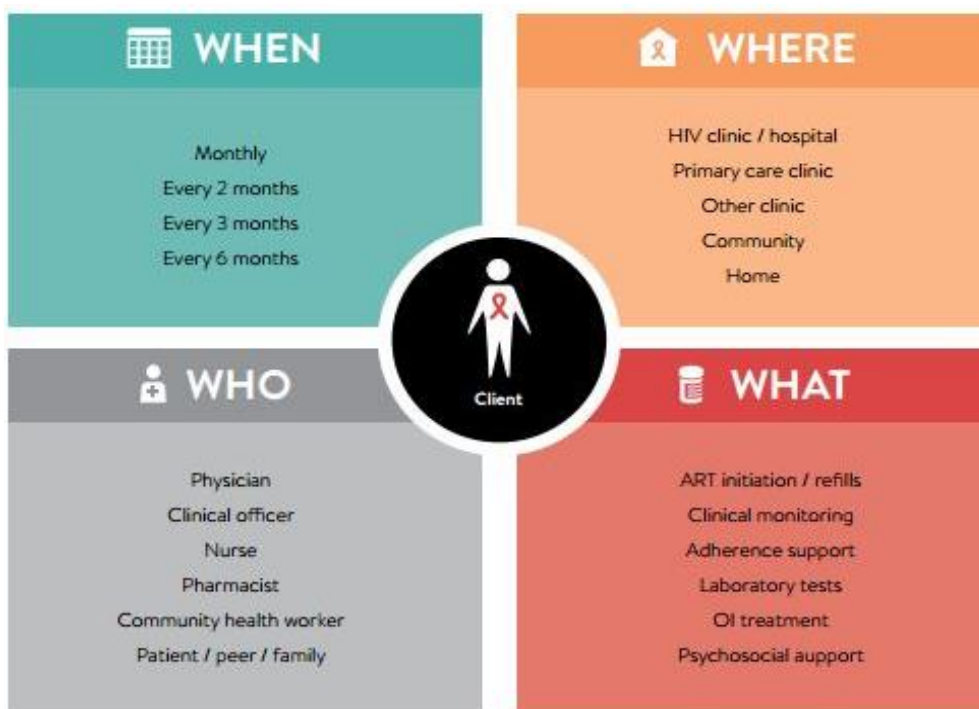 WHEN
Monthly
Every 2 months
Every 3 months
Every 6 months
WHERE
HIV clinic / hospital
Primary care clinic
Other clinic
Community
Home
Client
WHO
Physician
Clinical officer
Nurse
Pharmacist
Community health worker
Patient / peer / family
WHAT
ART initiation / refills
Clinical monitoring
Adherence support
Laboratory tests
OI treatment
Psychosocial aupport